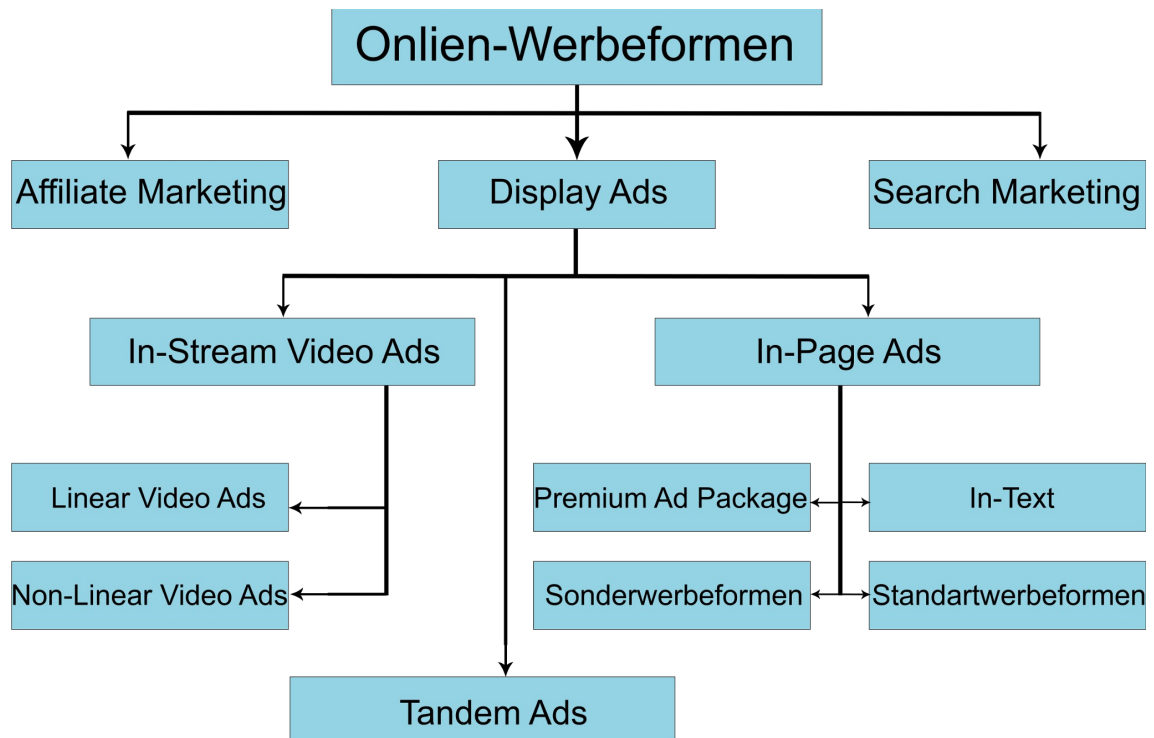 Onlien-Werbeformen
Affiliate Marketing
Display Ads
Search Marketing
In-Stream Video Ads
In-Page Ads
Linear Video Ads
Premium Ad Package
In-Text
Non-Linear Video Ads
Sonderwerbeformen
Standartwerbeformen
Tandem Ads